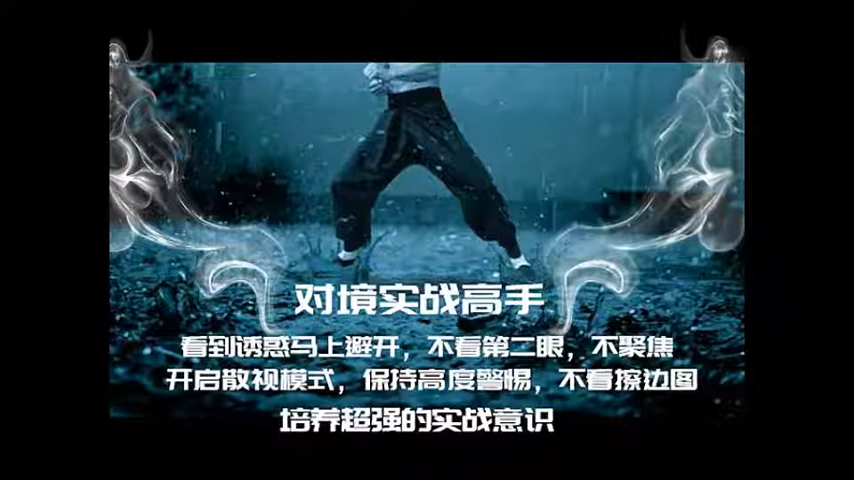 对境实战高手
看到诱惑马上避开，不看第二眼，不聚焦
开启散视模式，保持高度警惕，不看擦边图
培养超强的实战意识